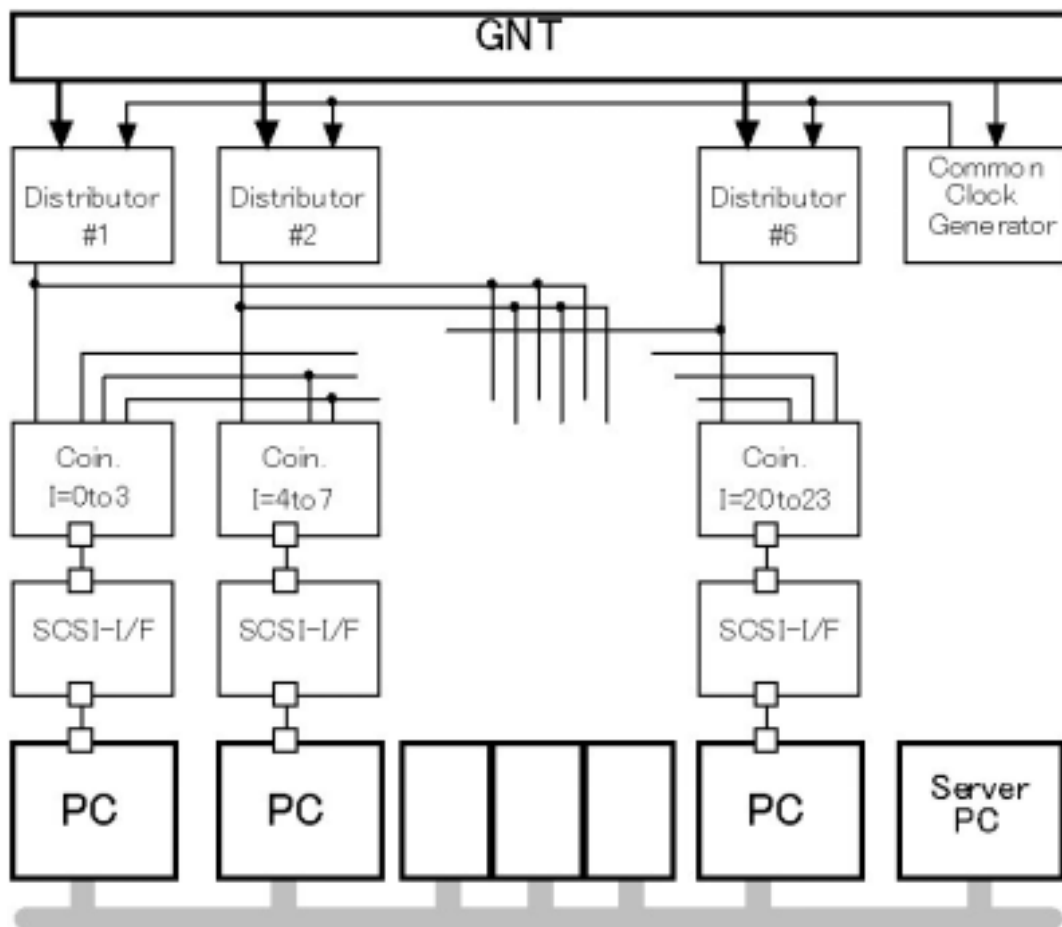 GNT
Distributor
#1
Distributor
#2
Distributor
#6
Common
Clock
Generator
Coin.
I=0to3
Coin.
I=4to7
Coin.
I=20to23
SCSI-I/F
SCSI-I/F
SCSI-I/F
PC
PC
PC
Server
PC